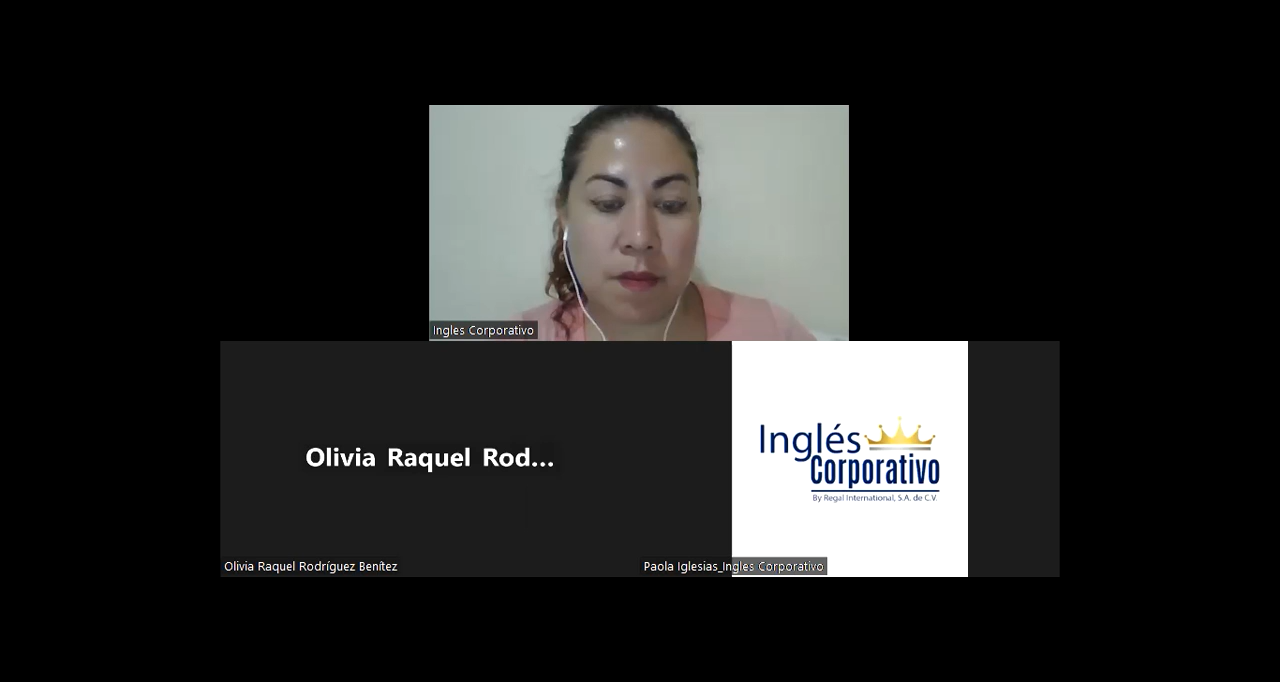 Ingles Corporativo
Olivia Raquel Rod...
Inglés
Corporativo
By Regal International, S.A. de C.V.
Olivia Raquel Rodríguez Benítez
Paola Iglesias_Ingles Corporativo